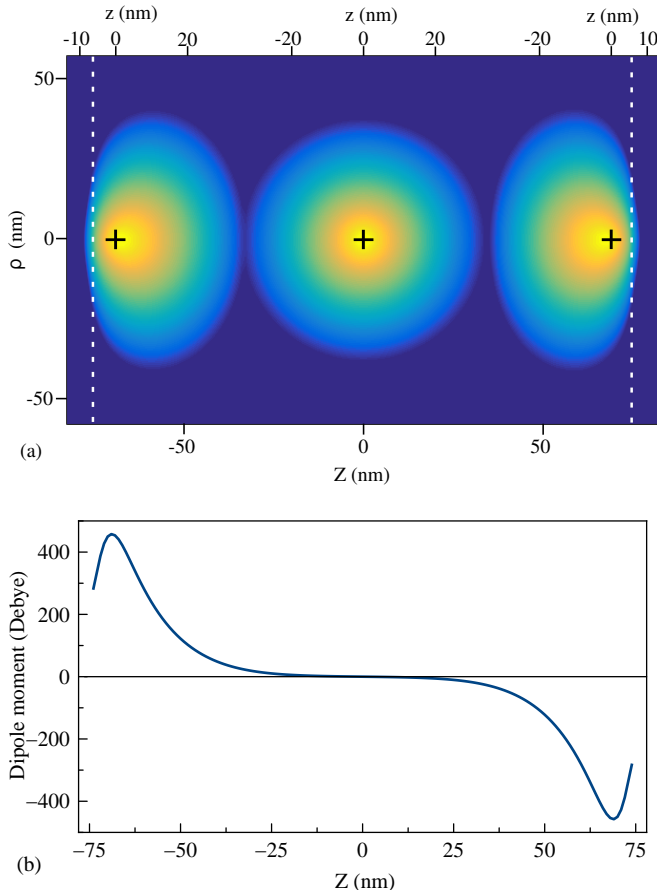 z (nm) z (nm) z (nm)
-10 0 20 -20 0 20 -20 0 10
50
0
-50
ρ (nm)
-50 0 50
(a)
Z (nm)
400
200
0
−200
−400
Dipole moment (Debye)
−75 −50 −25 0 25 50 75
(b)
Z (nm)